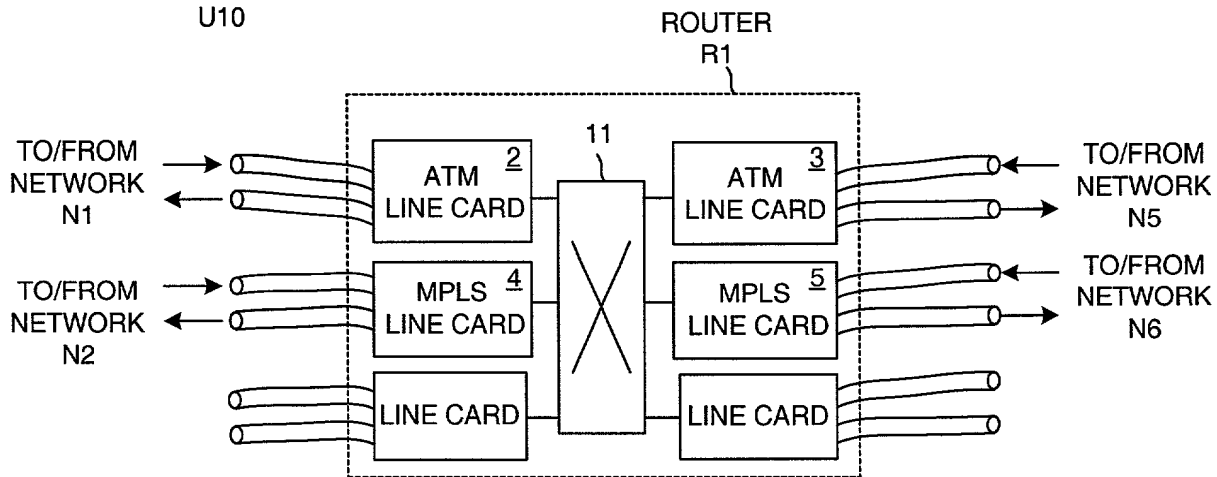 U10
ROUTER
R1
11
TO/FROM
NETWORK
N1
2
ATM
LINE CARD
3
ATM
LINE CARD
TO/FROM
NETWORK
N5
TO/FROM
NETWORK
N2
4
MPLS
LINE CARD
5
MPLS
LINE CARD
TO/FROM
NETWORK
N6
LINE CARD
LINE CARD